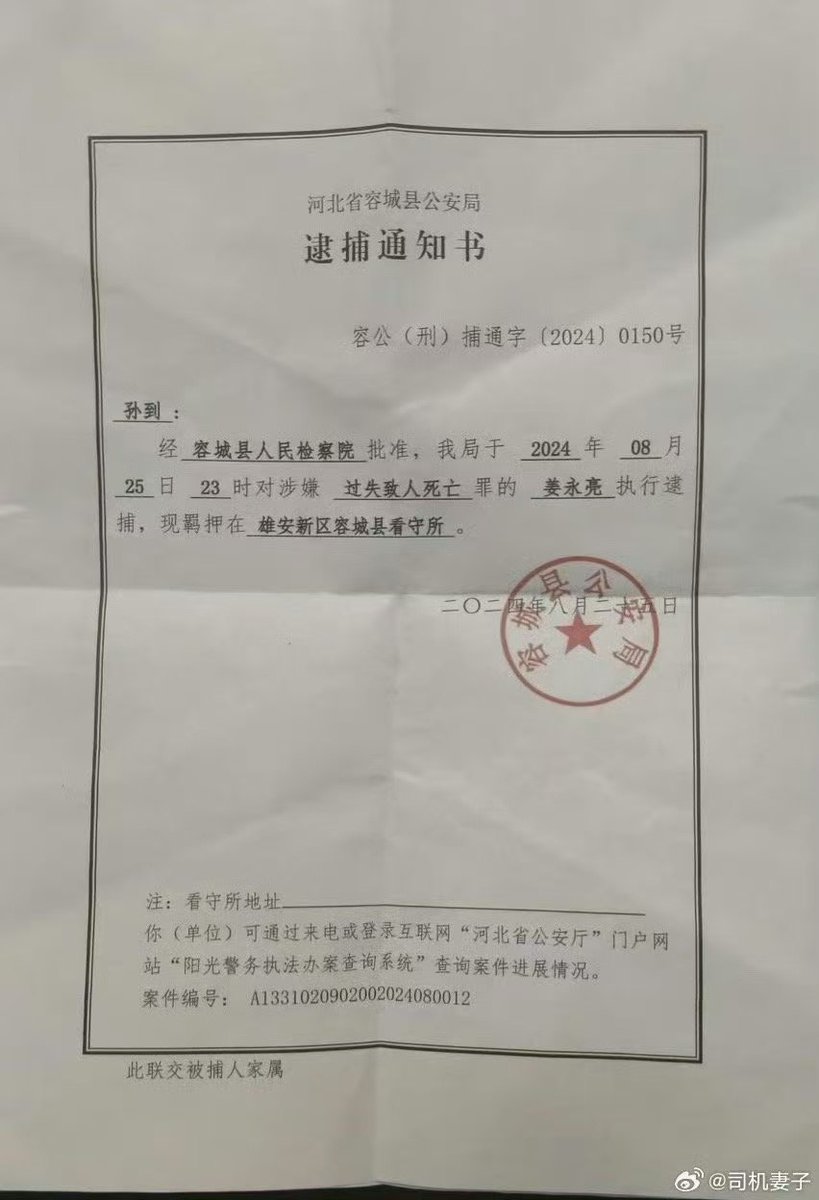 河北省容城县公安局
逮捕通知书
容公（刑）捕通字〔2024〕0150号
孙到：
经 容城县人民检察院 批准，我局于 2024 年 08 月
25 日 23 时对涉嫌 过失致人死亡 罪的 姜永亮 执行逮
捕，现羁押在 雄安新区容城县看守所 。
二〇二四年八月二十五日
容城县公安局
注：看守所地址
你（单位）可通过来电或登录互联网“河北省公安厅”门户网
站“阳光警务执法办案查询系统”查询案件进展情况。
案件编号： A1331020902002024080012
此联交被捕人家属
@司机妻子